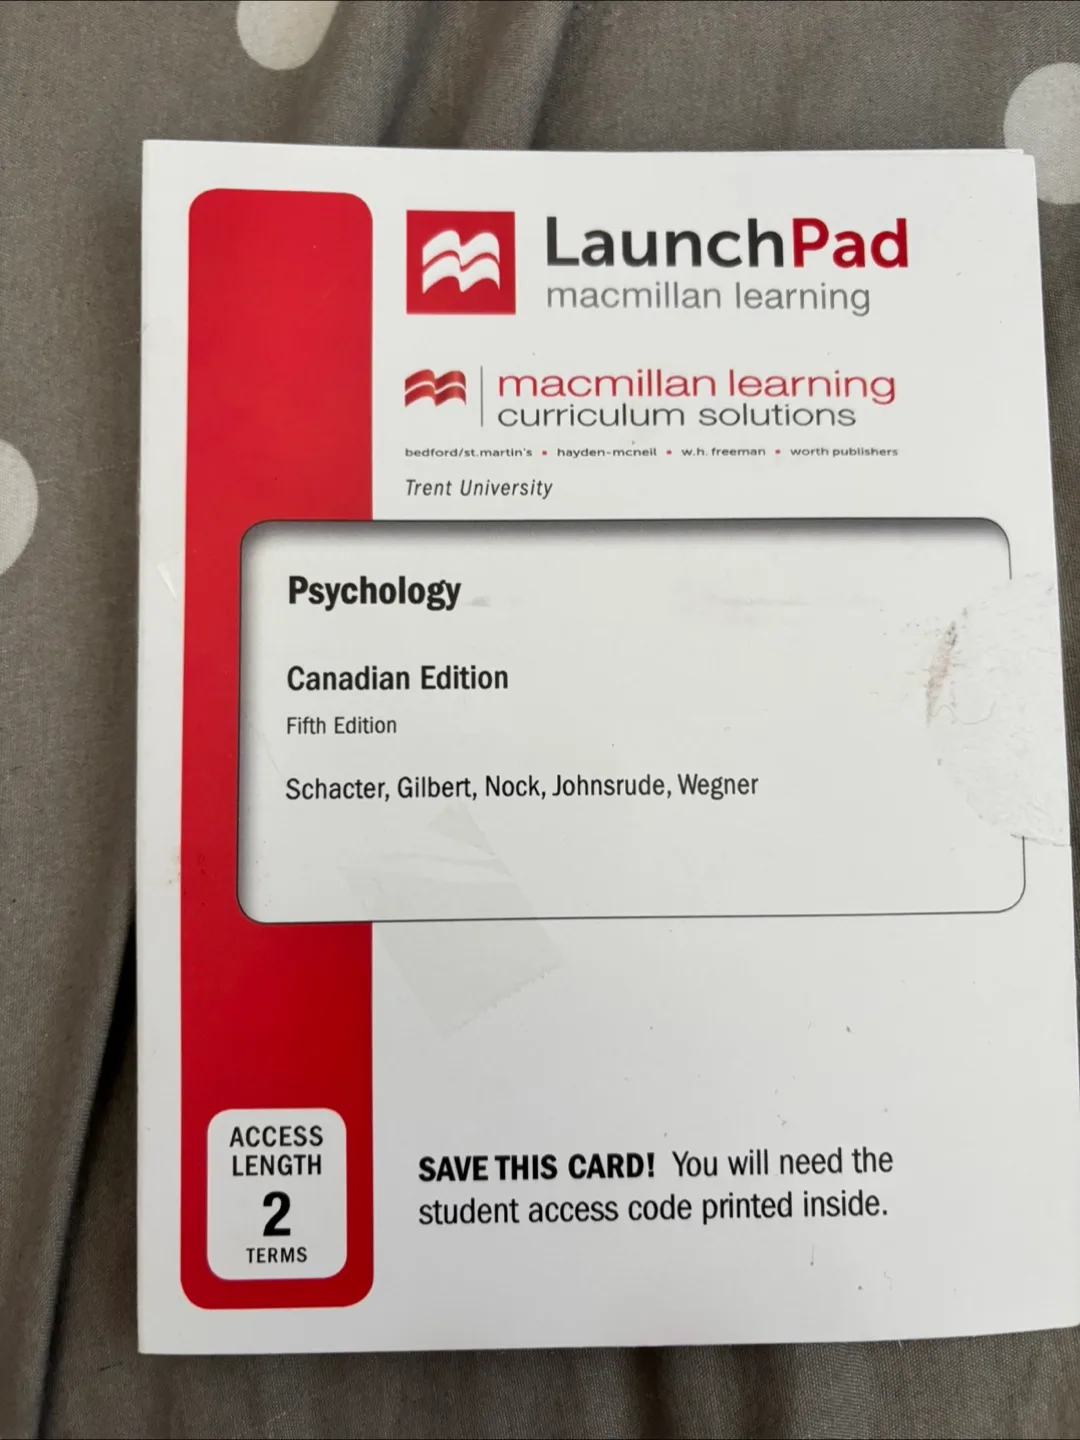 LaunchPad
macmillan learning
macmillan learning
curriculum solutions
bedford/st.martin's • hayden-mcneil • w.h. freeman • worth publishers
Trent University
Psychology
Canadian Edition
Fifth Edition
Schacter, Gilbert, Nock, Johnsrude, Wegner
ACCESS
LENGTH
2
TERMS
SAVE THIS CARD! You will need the
student access code printed inside.